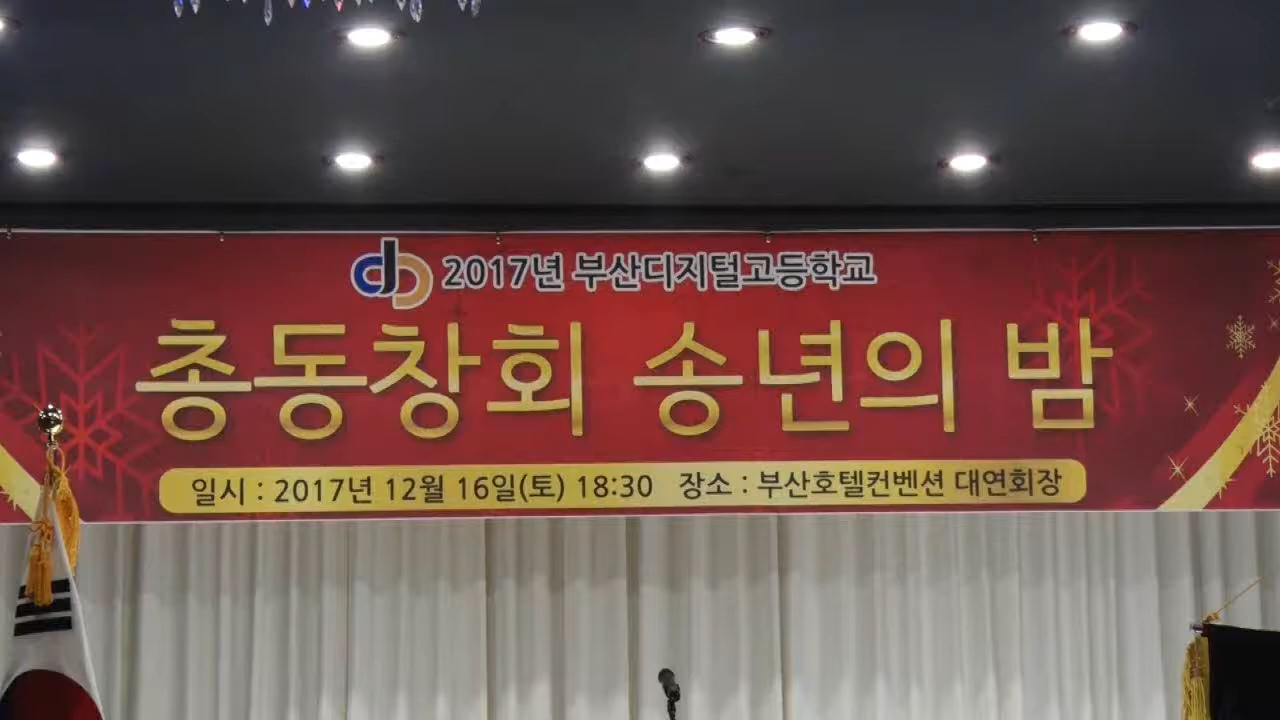 2017년 부산디지털고등학교
총동창회 송년의 밤
일시 : 2017년 12월 16일(토) 18:30 장소 : 부산호텔컨벤션 대연회장